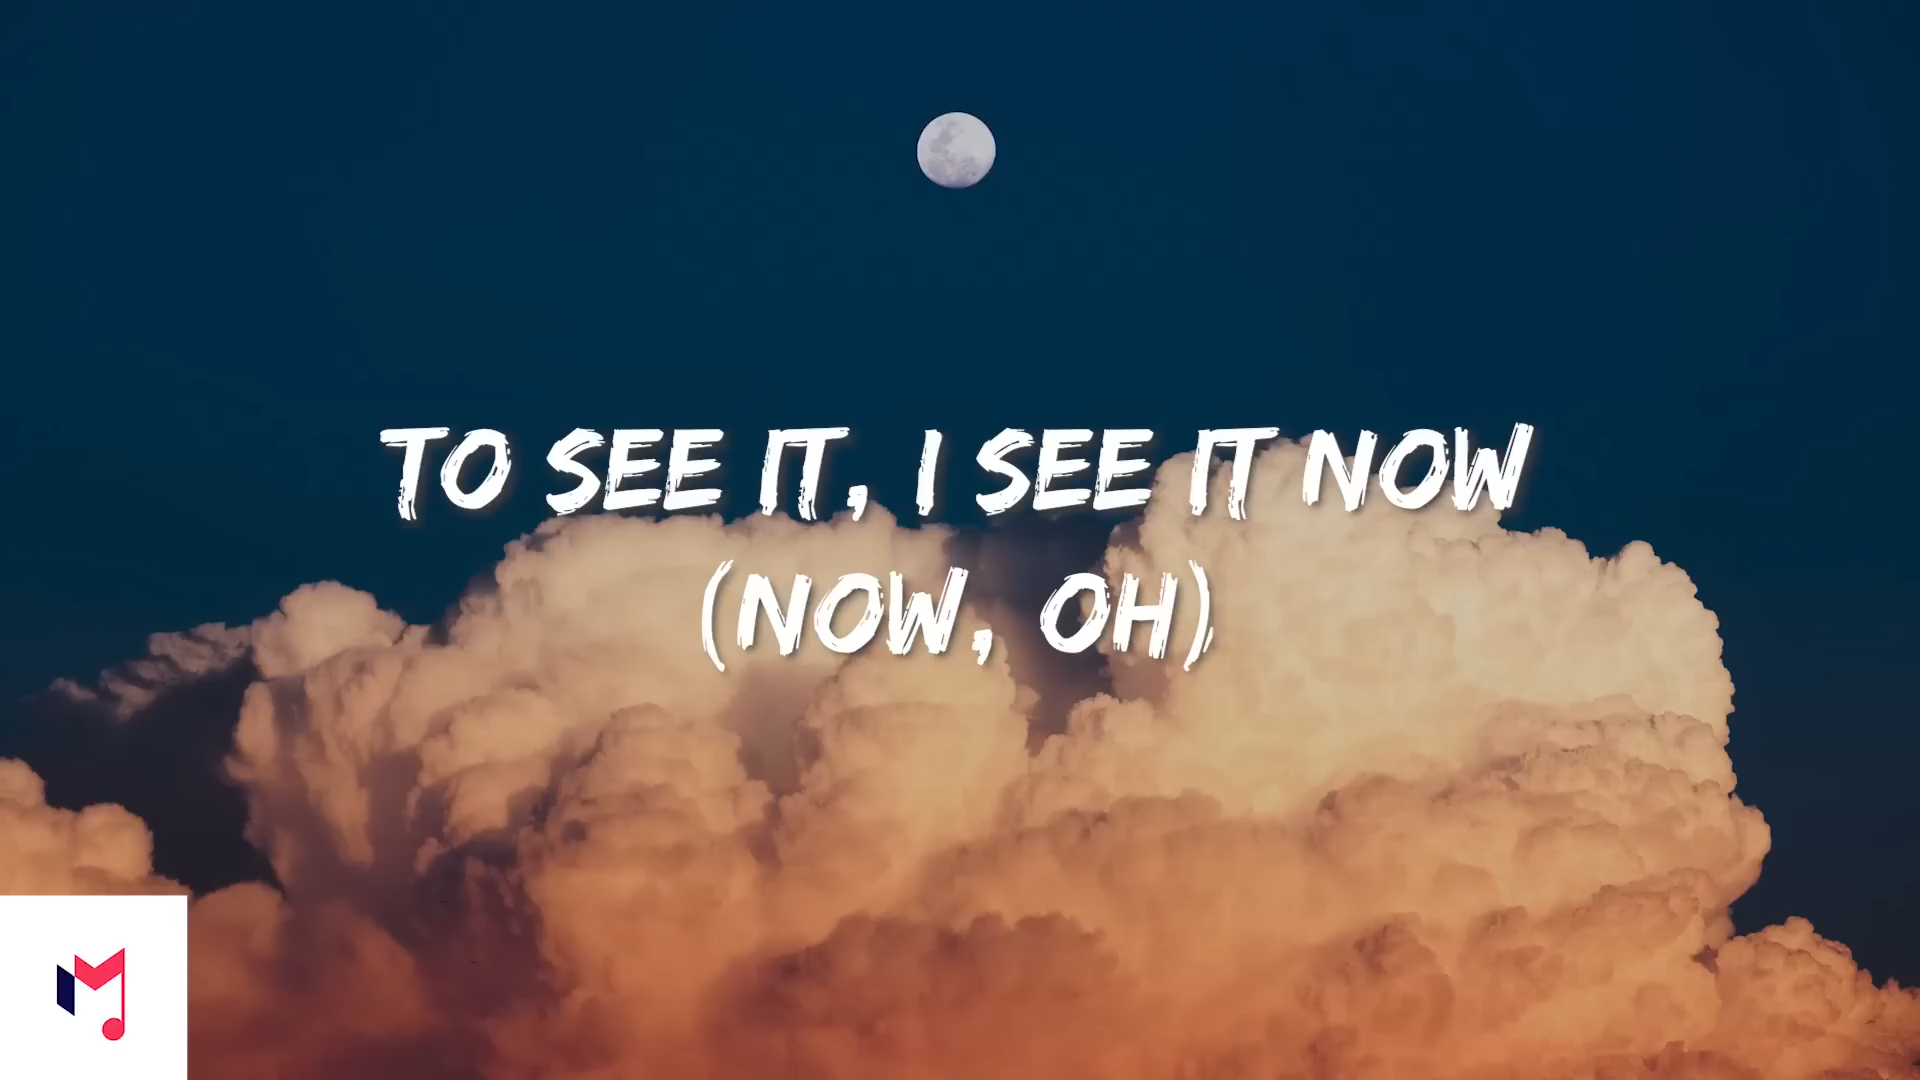 TO SEE IT, I SEE IT NOW
(NOW, OH)